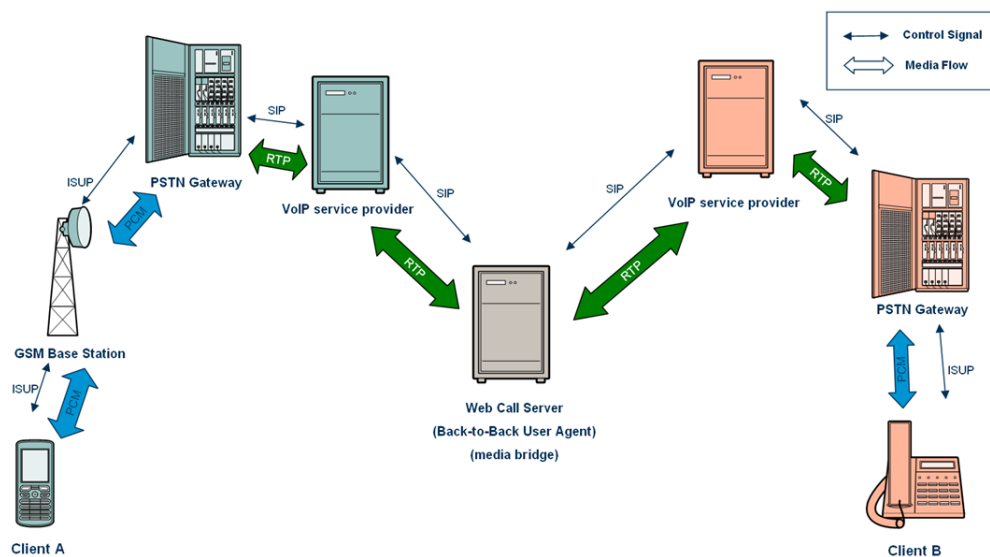 Control Signal
Media Flow
SIP
RTP
PSTN Gateway
ISUP
PCM
VoIP service provider
SIP
RTP
GSM Base Station
ISUP
PCM
Client A
Web Call Server
(Back-to-Back User Agent)
(media bridge)
SIP
RTP
VoIP service provider
SIP
RTP
PSTN Gateway
PCM
ISUP
Client B